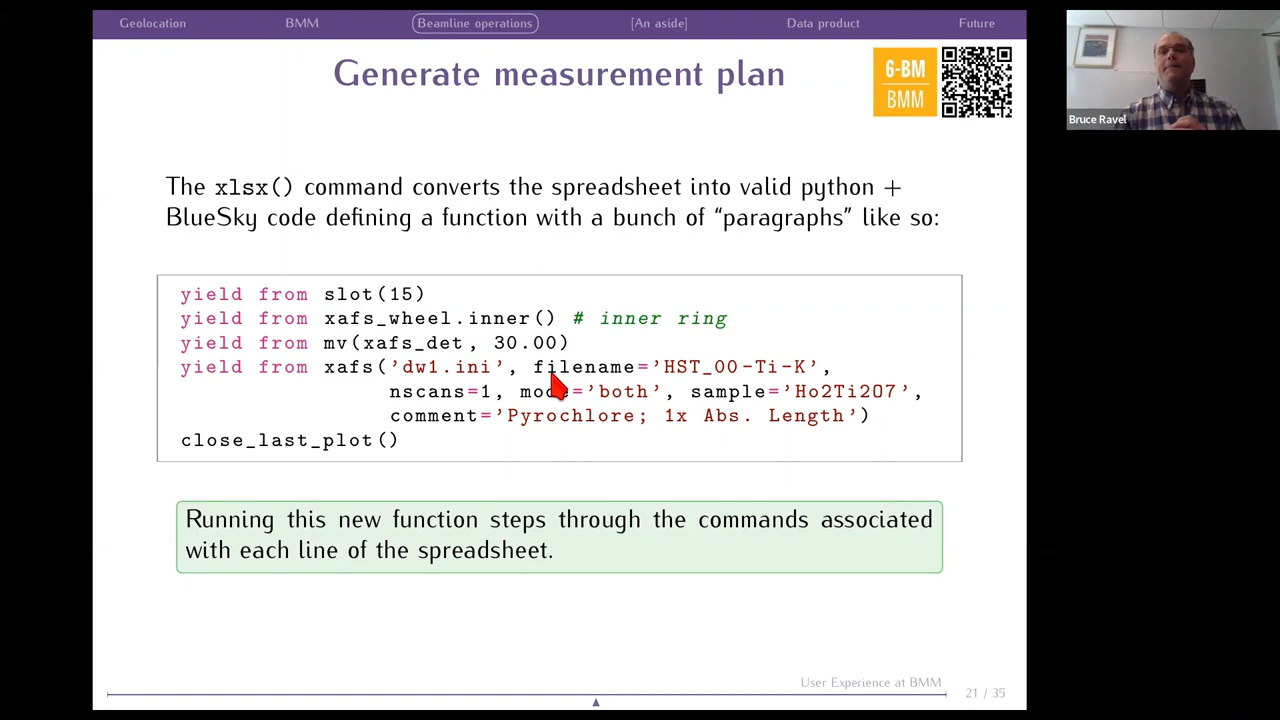 Geolocation BMM Beamline operations [An aside] Data product Future
Generate measurement plan
6-BM
BMM
Bruce Ravel
The xlsx() command converts the spreadsheet into valid python +
BlueSky code defining a function with a bunch of “paragraphs” like so:
yield from slot(15)
yield from xafs_wheel.inner() # inner ring
yield from mv(xafs_det, 30.00)
yield from xafs('dw1.ini', filename='HST_00-Ti-K',
nscans=1, mode='both', sample='Ho2Ti2O7',
comment='Pyrochlore; 1x Abs. Length')
close_last_plot()
Running this new function steps through the commands associated
with each line of the spreadsheet.
User Experience at BMM 21 / 35